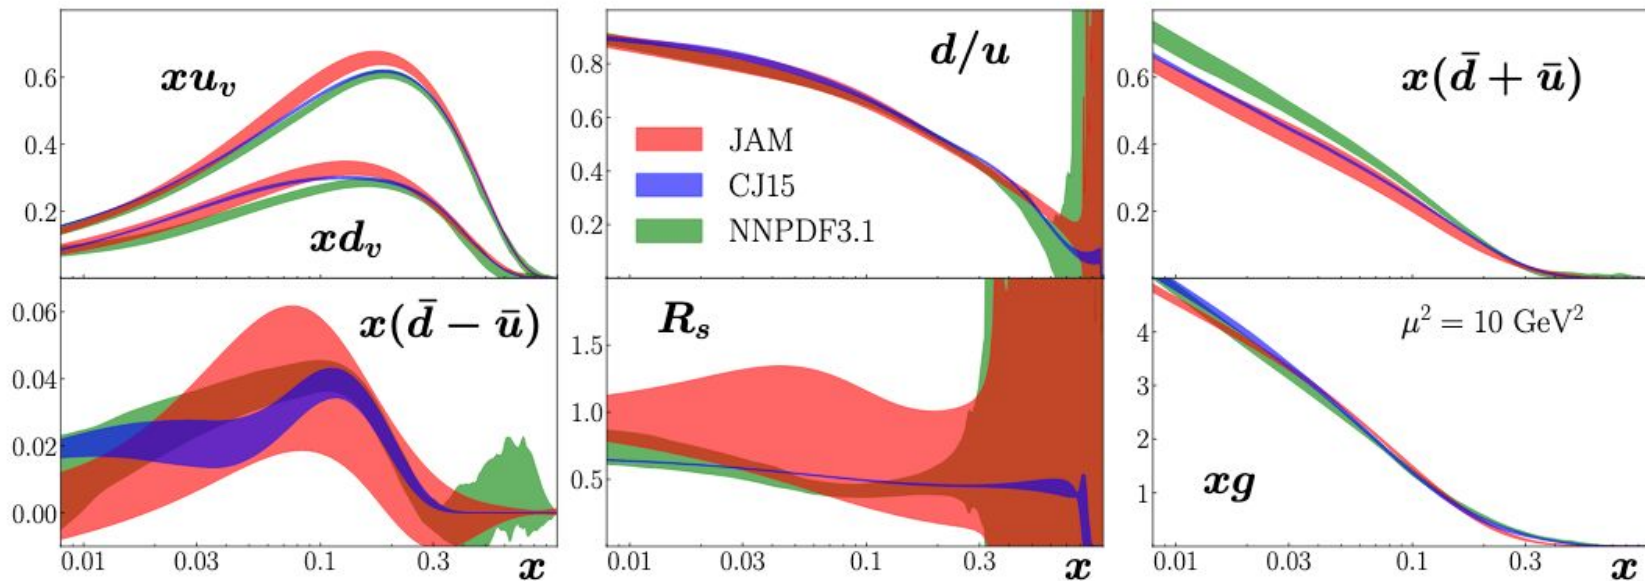 0.6
0.4
0.2
xu_v
xd_v
0.8
0.6
0.4
0.2
d/u
JAM
CJ15
NNPDF3.1
0.6
0.4
0.2
x(d̄ + ū)
0.06
0.04
0.02
0.00
x(d̄ − ū)
0.01 0.03 0.1 0.3 x
1.5
1.0
0.5
R_s
0.01 0.03 0.1 0.3 x
4
3
2
1
μ² = 10 GeV²
xg
0.01 0.03 0.1 0.3 x